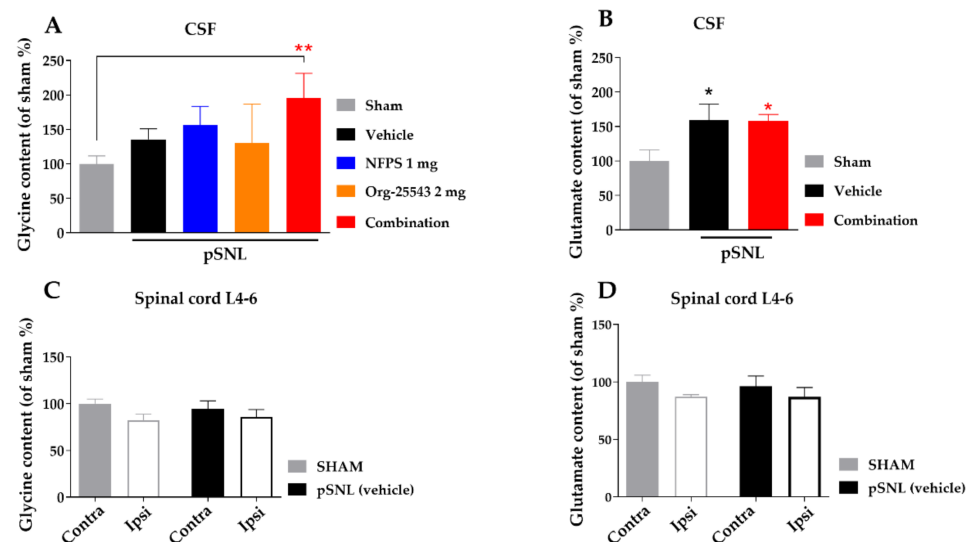 A
CSF
**
Glycine content (of sham %)
250
200
150
100
50
0
Sham
Vehicle
NFPS 1 mg
Org-25543 2 mg
Combination
pSNL
B
CSF
*
*
Glutamate content (of sham %)
250
200
150
100
50
0
Sham
Vehicle
Combination
pSNL
C
Spinal cord L4-6
Glycine content (of sham %)
150
100
50
0
Contra
Ipsi
Contra
Ipsi
SHAM
pSNL (vehicle)
D
Spinal cord L4-6
Glutamate content (of sham %)
150
100
50
0
Contra
Ipsi
Contra
Ipsi
SHAM
pSNL (vehicle)